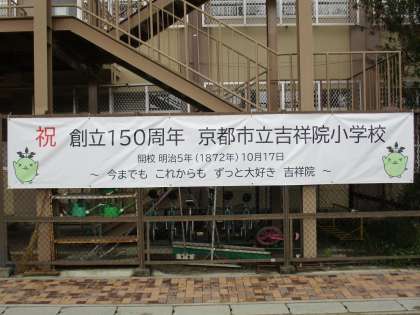 祝 創立150周年 京都市立吉祥院小学校
開校 明治5年(1872年)10月17日
～ 今までも これからも ずっと大好き 吉祥院 ～